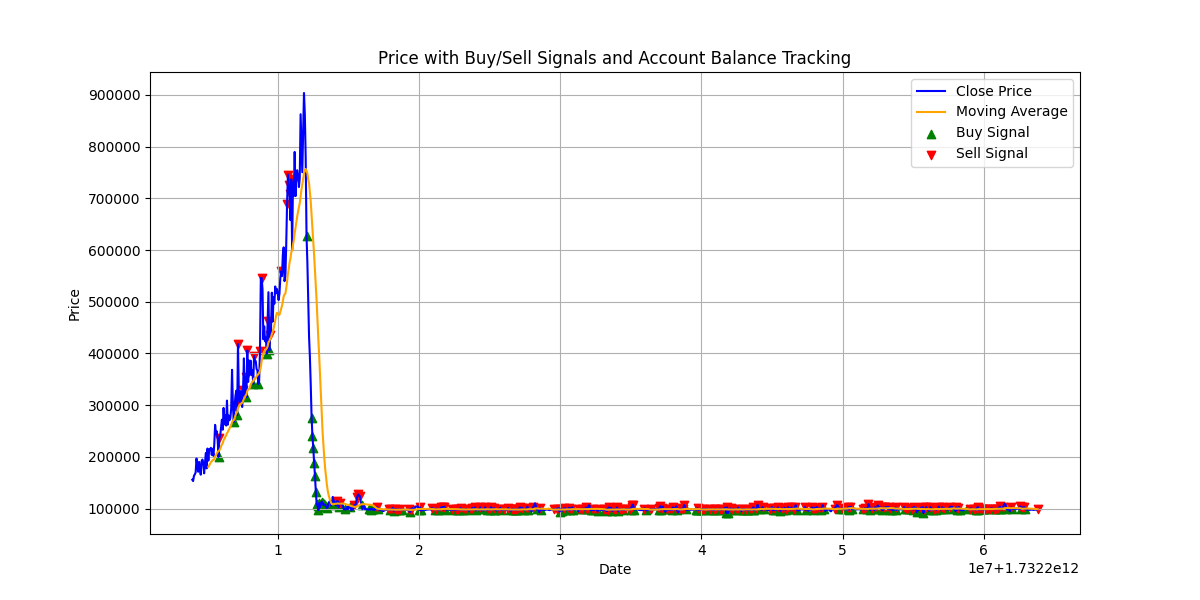 Price with Buy/Sell Signals and Account Balance Tracking
900000
800000
700000
600000
500000
400000
300000
200000
100000
Price
Close Price
Moving Average
Buy Signal
Sell Signal
1 2 3 4 5 6
Date
1e7+1.7322e12